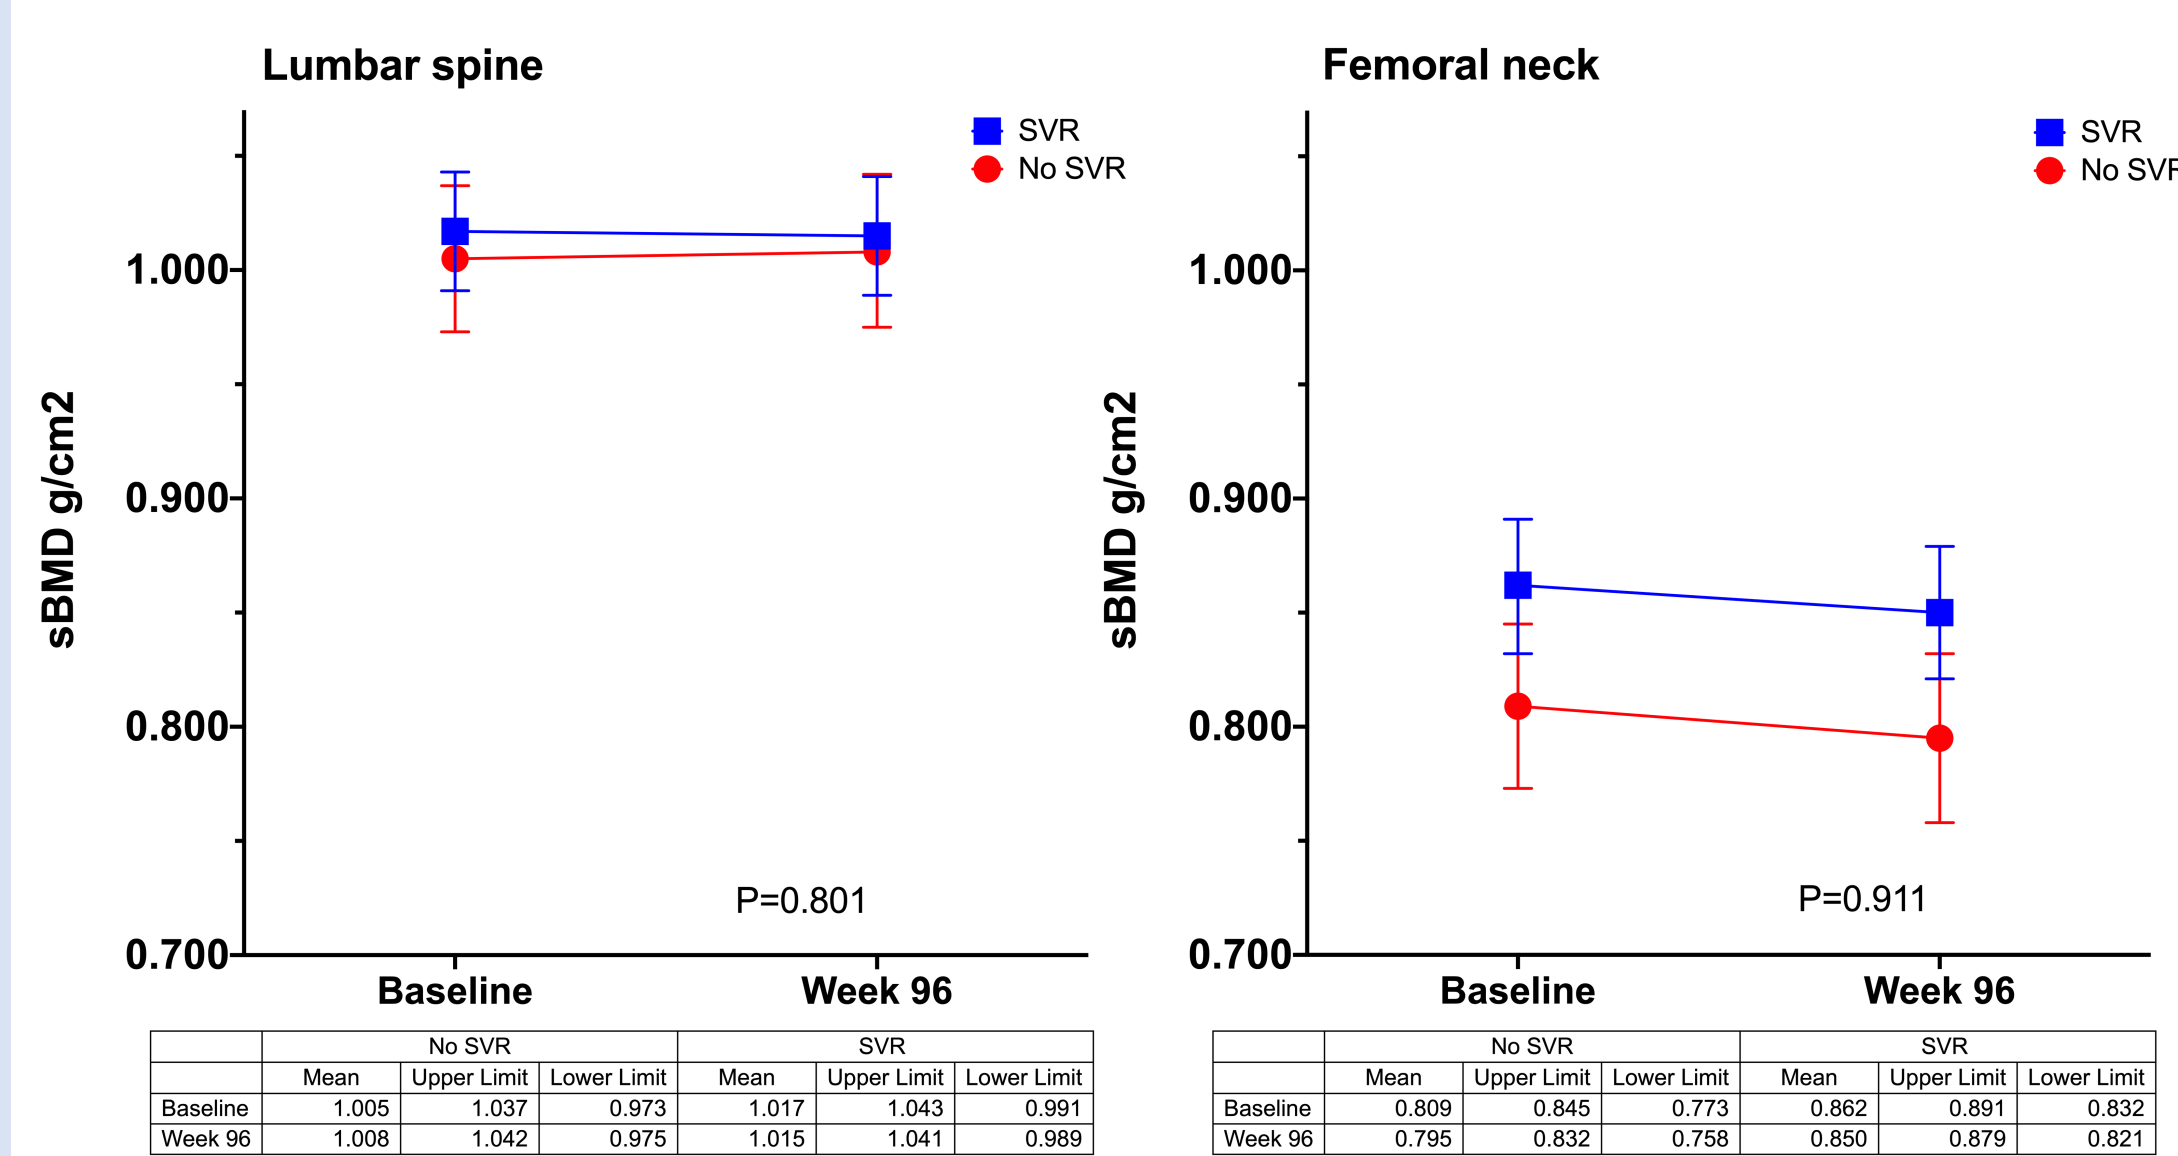 Lumbar spine
SVR
No SVR
sBMD g/cm2
1.000
0.900
0.800
0.700
P=0.801
Baseline Week 96
No SVR SVR
Mean Upper Limit Lower Limit Mean Upper Limit Lower Limit
Baseline 1.005 1.037 0.973 1.017 1.043 0.991
Week 96 1.008 1.042 0.975 1.015 1.041 0.989
Femoral neck
SVR
No SVR
sBMD g/cm2
1.000
0.900
0.800
0.700
P=0.911
Baseline Week 96
No SVR SVR
Mean Upper Limit Lower Limit Mean Upper Limit Lower Limit
Baseline 0.809 0.845 0.773 0.862 0.891 0.832
Week 96 0.795 0.832 0.758 0.850 0.879 0.821